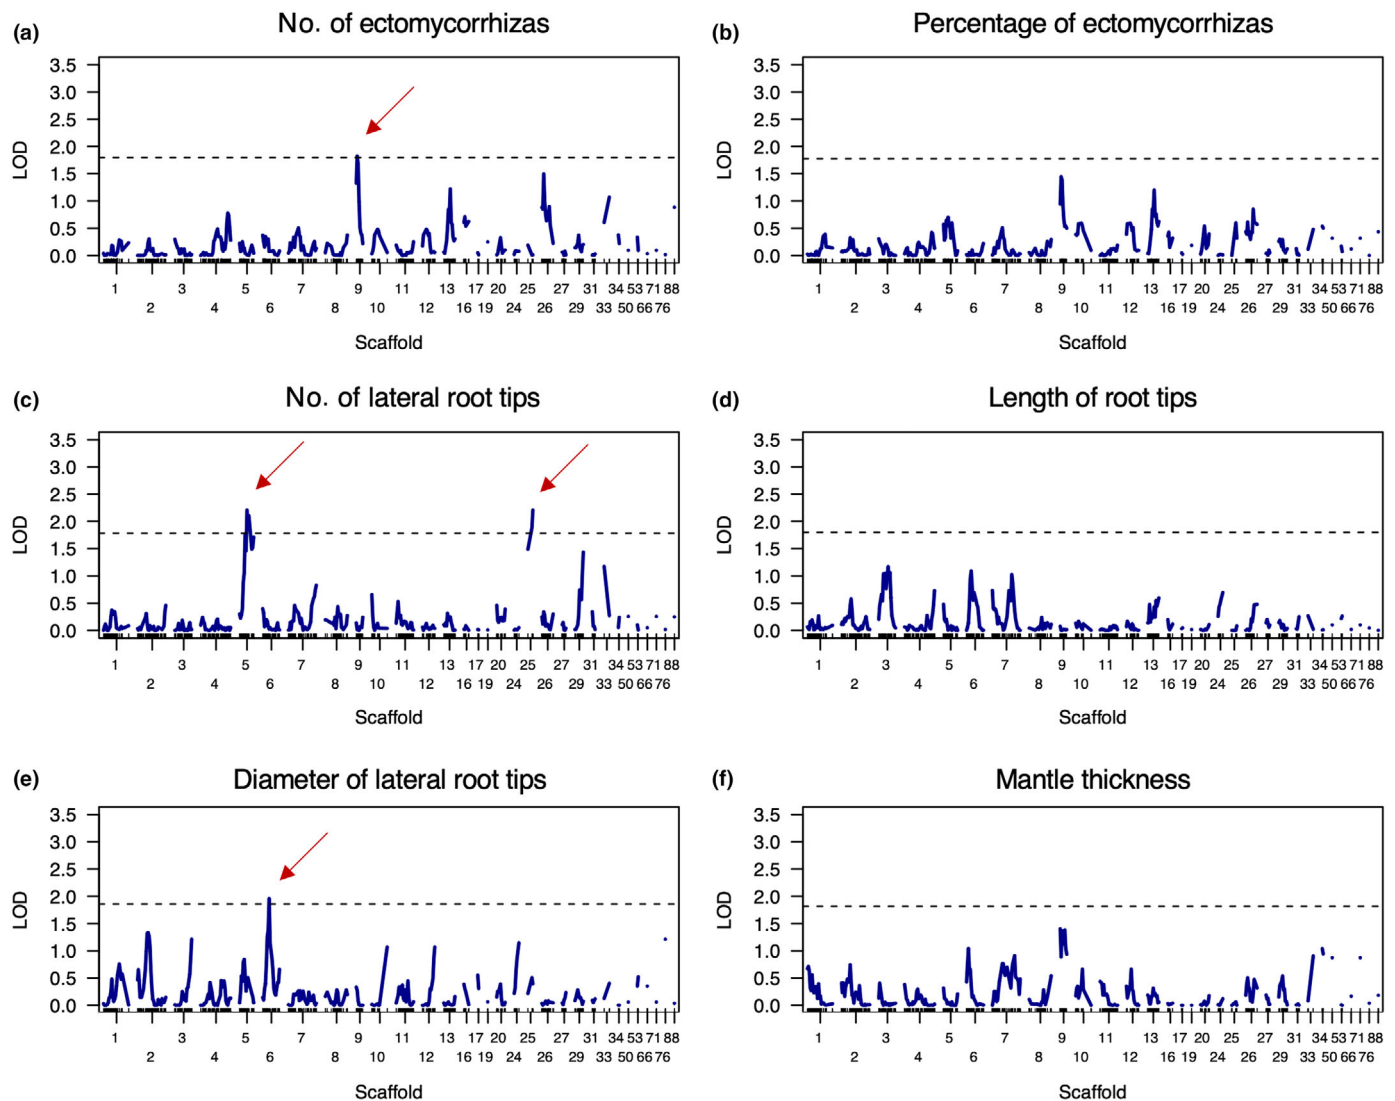 (a) No. of ectomycorrhizas
3.5
3.0
2.5
2.0
1.5
1.0
0.5
0.0
LOD
1 3 5 7 9 11 13 17 20 25 27 31 34 53 71 88
2 4 6 8 10 12 16 19 24 26 29 33 50 66 76
Scaffold
(b) Percentage of ectomycorrhizas
3.5
3.0
2.5
2.0
1.5
1.0
0.5
0.0
LOD
1 3 5 7 9 11 13 17 20 25 27 31 34 53 71 88
2 4 6 8 10 12 16 19 24 26 29 33 50 66 76
Scaffold
(c) No. of lateral root tips
3.5
3.0
2.5
2.0
1.5
1.0
0.5
0.0
LOD
1 3 5 7 9 11 13 17 20 25 27 31 34 53 71 88
2 4 6 8 10 12 16 19 24 26 29 33 50 66 76
Scaffold
(d) Length of root tips
3.5
3.0
2.5
2.0
1.5
1.0
0.5
0.0
LOD
1 3 5 7 9 11 13 17 20 25 27 31 34 53 71 88
2 4 6 8 10 12 16 19 24 26 29 33 50 66 76
Scaffold
(e) Diameter of lateral root tips
3.5
3.0
2.5
2.0
1.5
1.0
0.5
0.0
LOD
1 3 5 7 9 11 13 17 20 25 27 31 34 53 71 88
2 4 6 8 10 12 16 19 24 26 29 33 50 66 76
Scaffold
(f) Mantle thickness
3.5
3.0
2.5
2.0
1.5
1.0
0.5
0.0
LOD
1 3 5 7 9 11 13 17 20 25 27 31 34 53 71 88
2 4 6 8 10 12 16 19 24 26 29 33 50 66 76
Scaffold